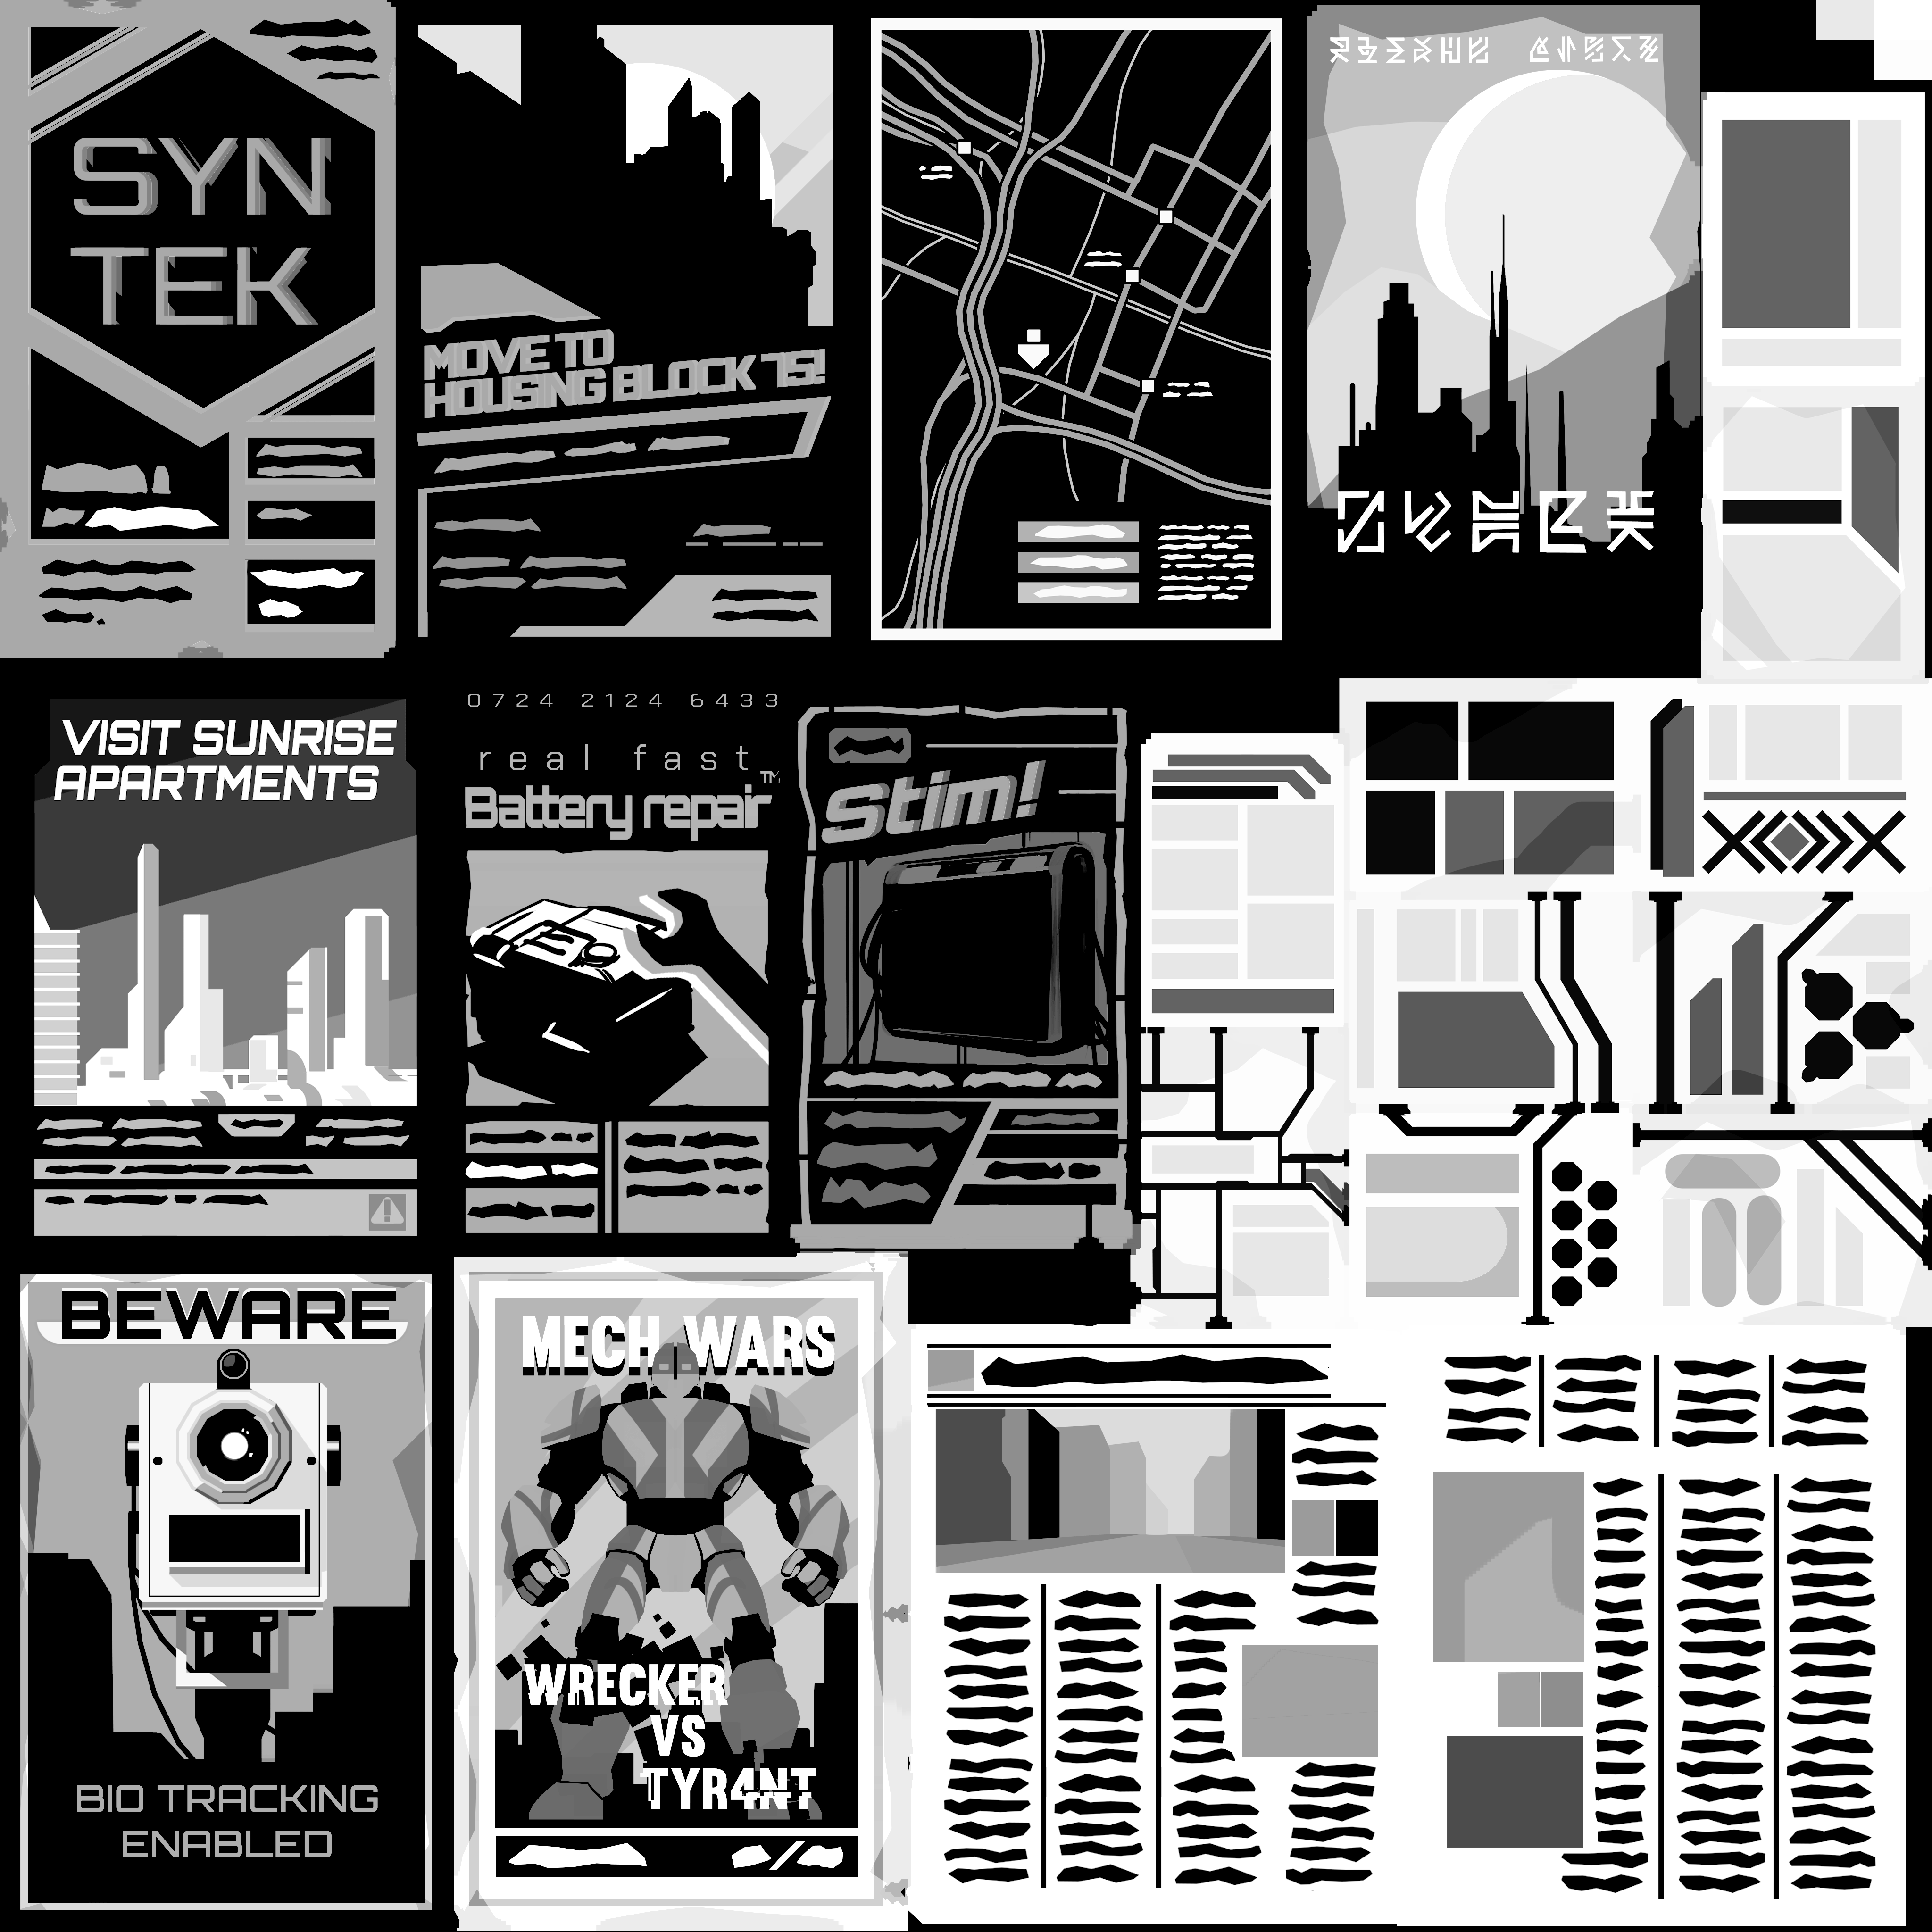 SYN
TEK
MOVE TO
HOUSING BLOCK 75!
VISIT SUNRISE
APARTMENTS
0724 2124 6433
real fast
Battery repair™
Stim!
BEWARE
BIO TRACKING
ENABLED
MECH WARS
WRECKER
VS
TYR4NT